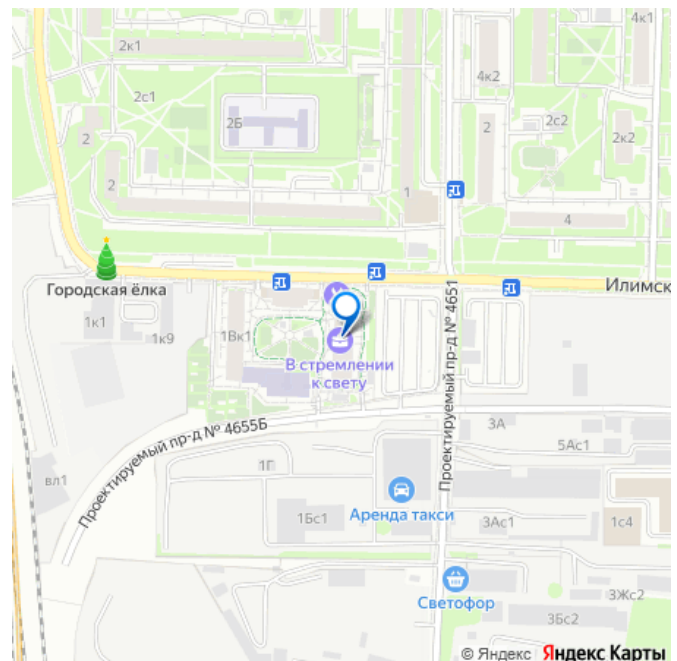 2к1
4к1
4к2
2с1
2Б
2
2с2
2к2
2
2
1
4
Городская ёлка
Илимск
1к1
1к9
1Вк1
В стремлении
к свету
Проектируемый пр-д № 4651
Проектируемый пр-д № 4655Б
3А
5Ас1
1Г
вл1
Аренда такси
1Бс1
3Ас1
1с4
Светофор
3Жс2
3Бс2
© Яндекс Яндекс Карты